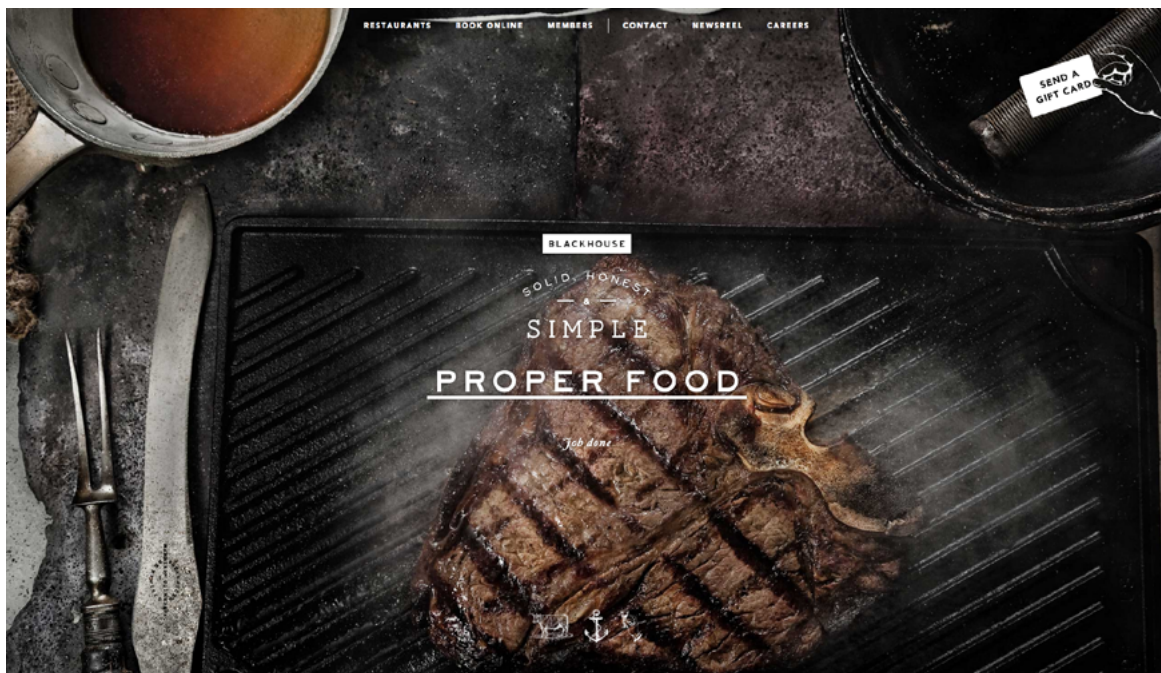 RESTAURANTS BOOK ONLINE MEMBERS CONTACT NEWSREEL CAREERS
SEND A
GIFT CARD
BLACKHOUSE
SOLID, HONEST
&
SIMPLE
PROPER FOOD
Job done